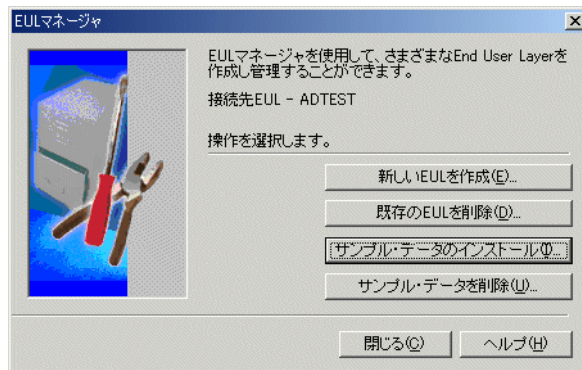 EULマネージャ
EULマネージャを使用して、さまざまなEnd User Layerを
作成し管理することができます。
接続先EUL - ADTEST
操作を選択します。
新しいEULを作成(E)...
既存のEULを削除(D)...
サンプル・データのインストール(I)...
サンプル・データを削除(U)...
閉じる(C)
ヘルプ(H)